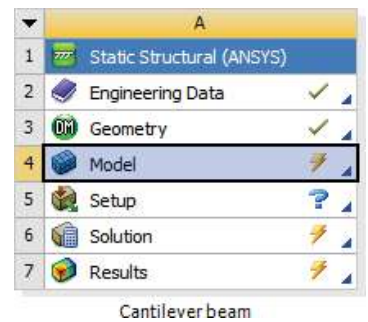 A
1 Static Structural (ANSYS)
2 Engineering Data
3 DM Geometry
4 Model
5 Setup
6 Solution
7 Results
Cantilever beam